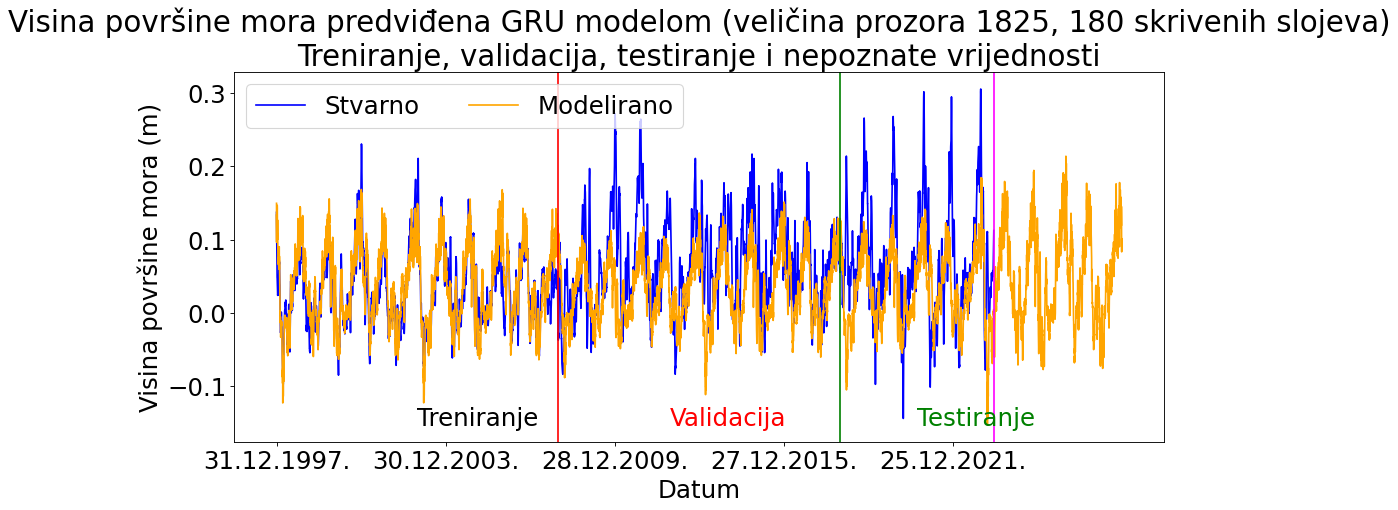 Visina površine mora predviđena GRU modelom (veličina prozora 1825, 180 skrivenih slojeva)
Treniranje, validacija, testiranje i nepoznate vrijednosti
Stvarno
Modelirano
Visina površine mora (m)
0.3
0.2
0.1
0.0
−0.1
Treniranje
Validacija
Testiranje
31.12.1997.
30.12.2003.
28.12.2009.
27.12.2015.
25.12.2021.
Datum